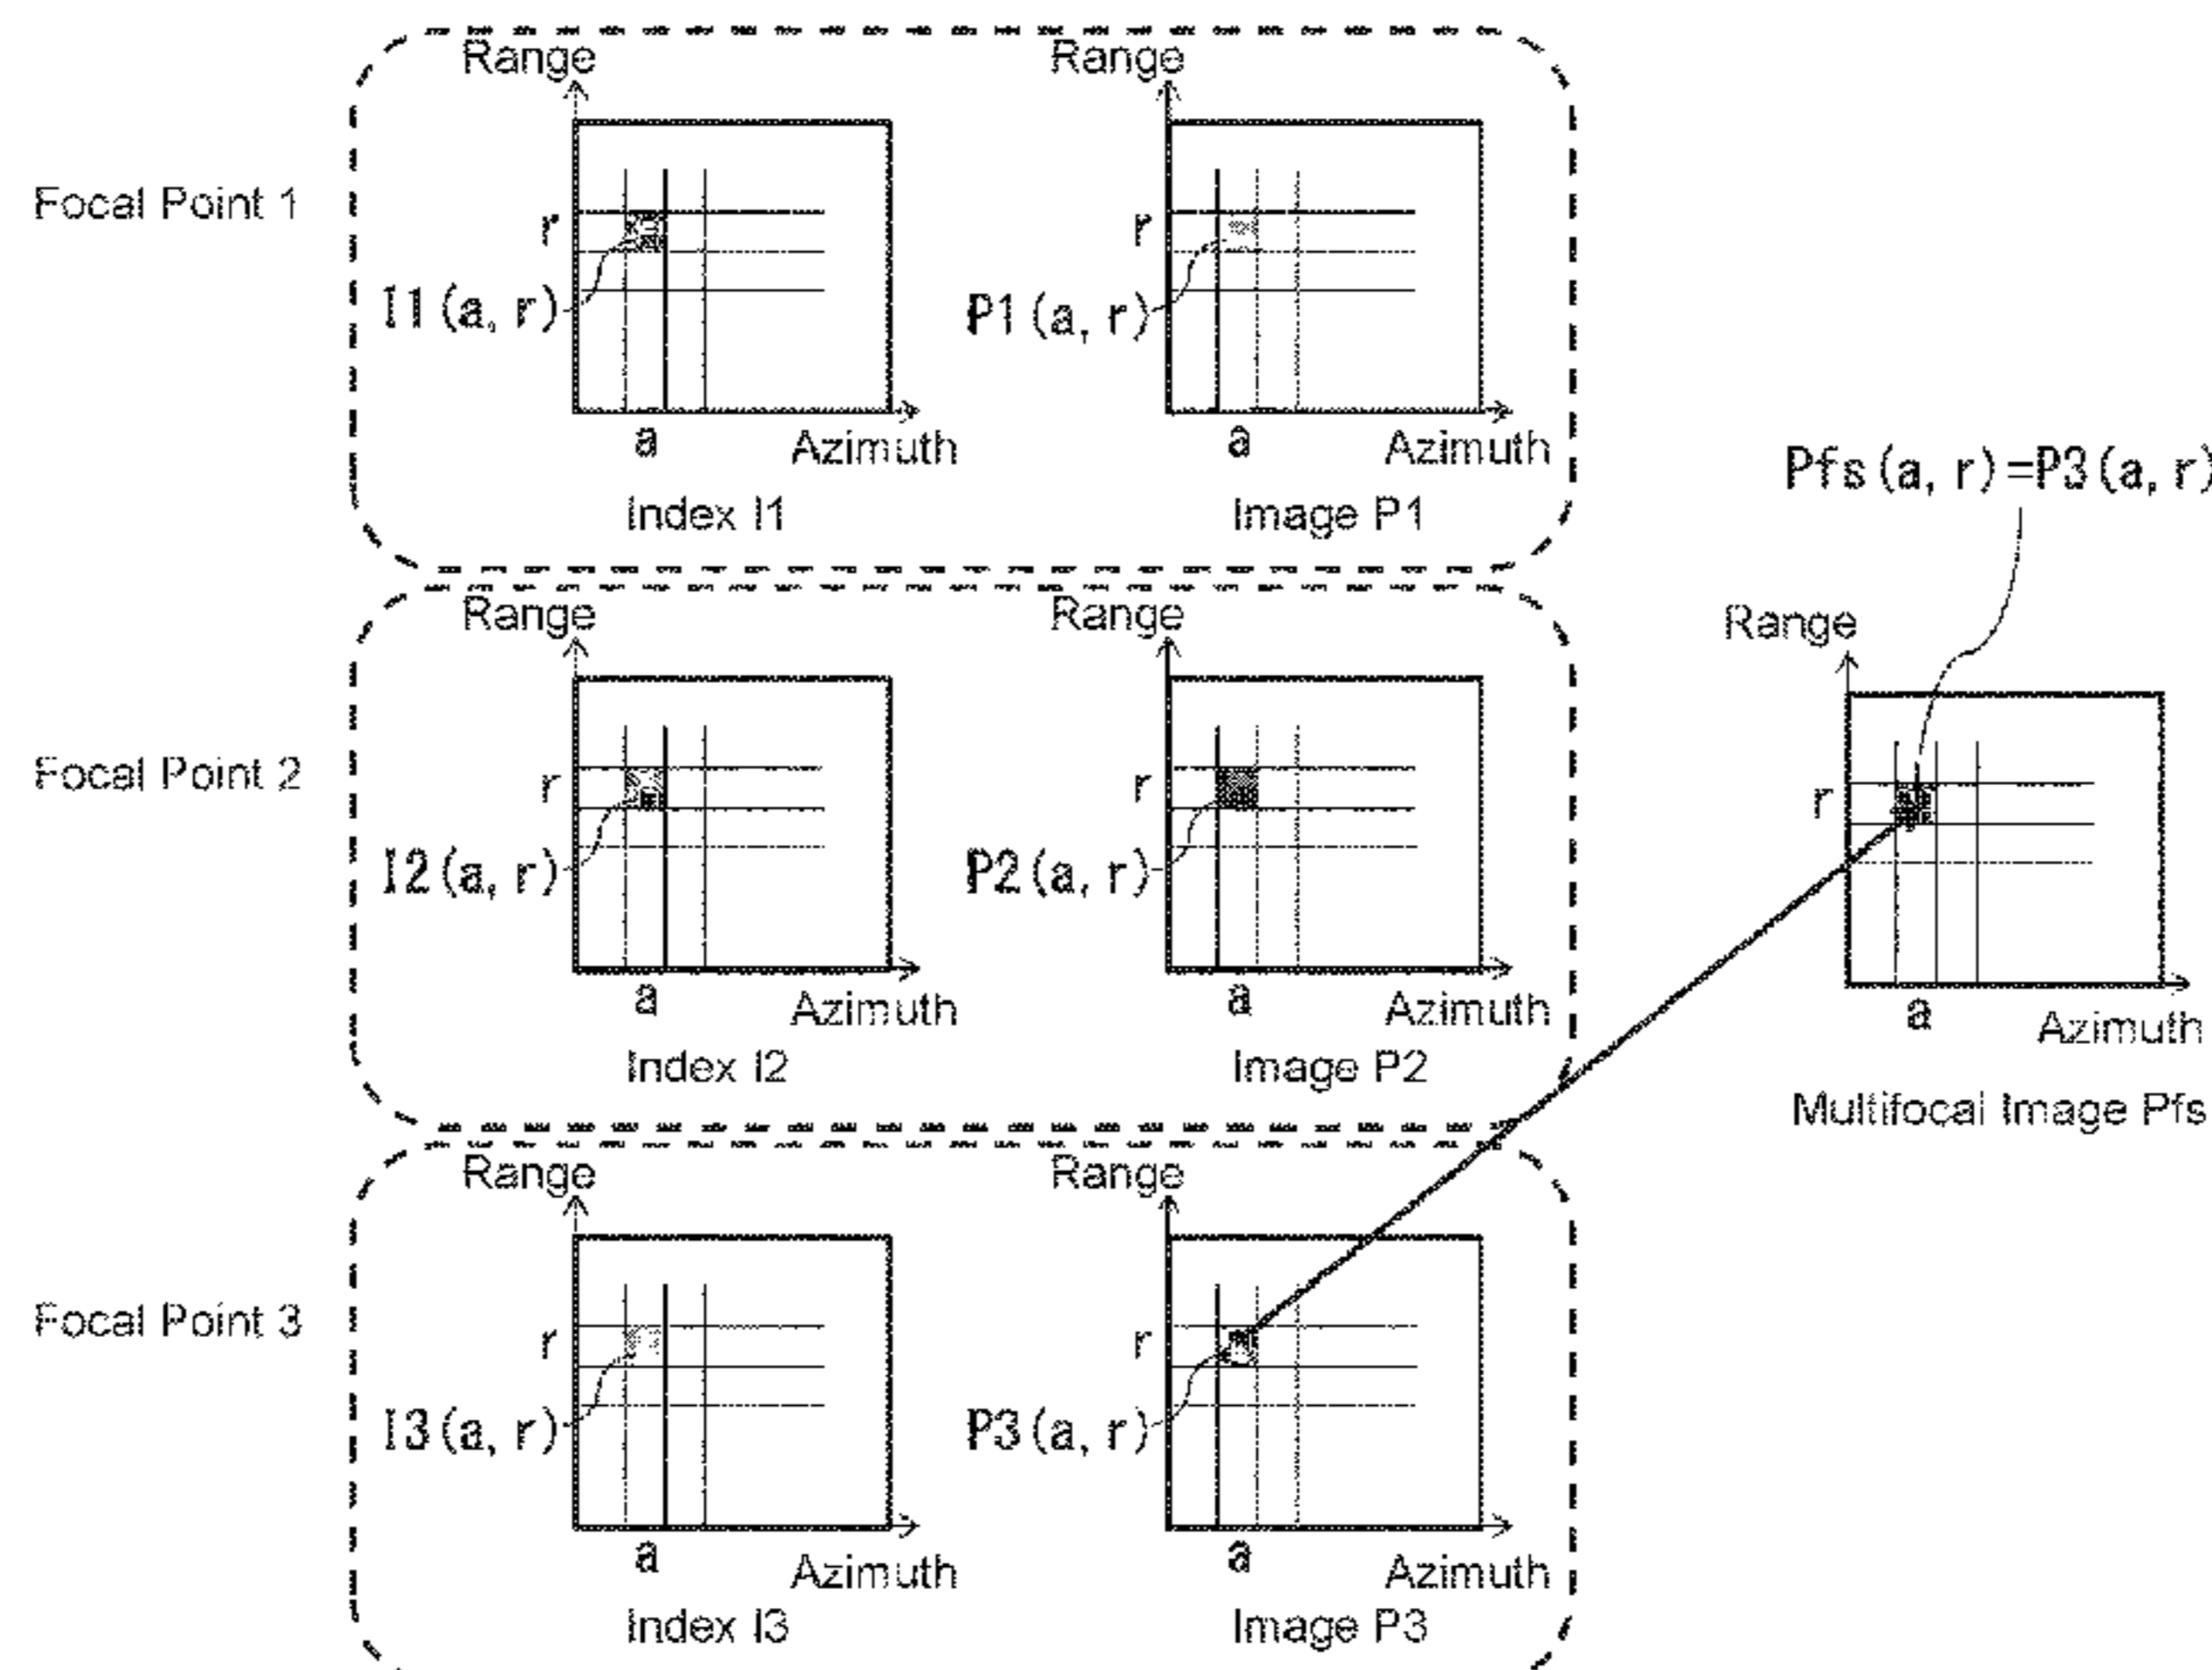 Focal Point 1
Range
r
I1(a, r)
a
Azimuth
Index I1
Range
r
P1(a, r)
a
Azimuth
Image P1
Focal Point 2
Range
r
I2(a, r)
a
Azimuth
Index I2
Range
r
P2(a, r)
a
Azimuth
Image P2
Focal Point 3
Range
r
I3(a, r)
a
Azimuth
Index I3
Range
r
P3(a, r)
a
Azimuth
Image P3
Pfs(a, r)=P3(a, r)
Range
r
a
Azimuth
Multifocal Image Pfs